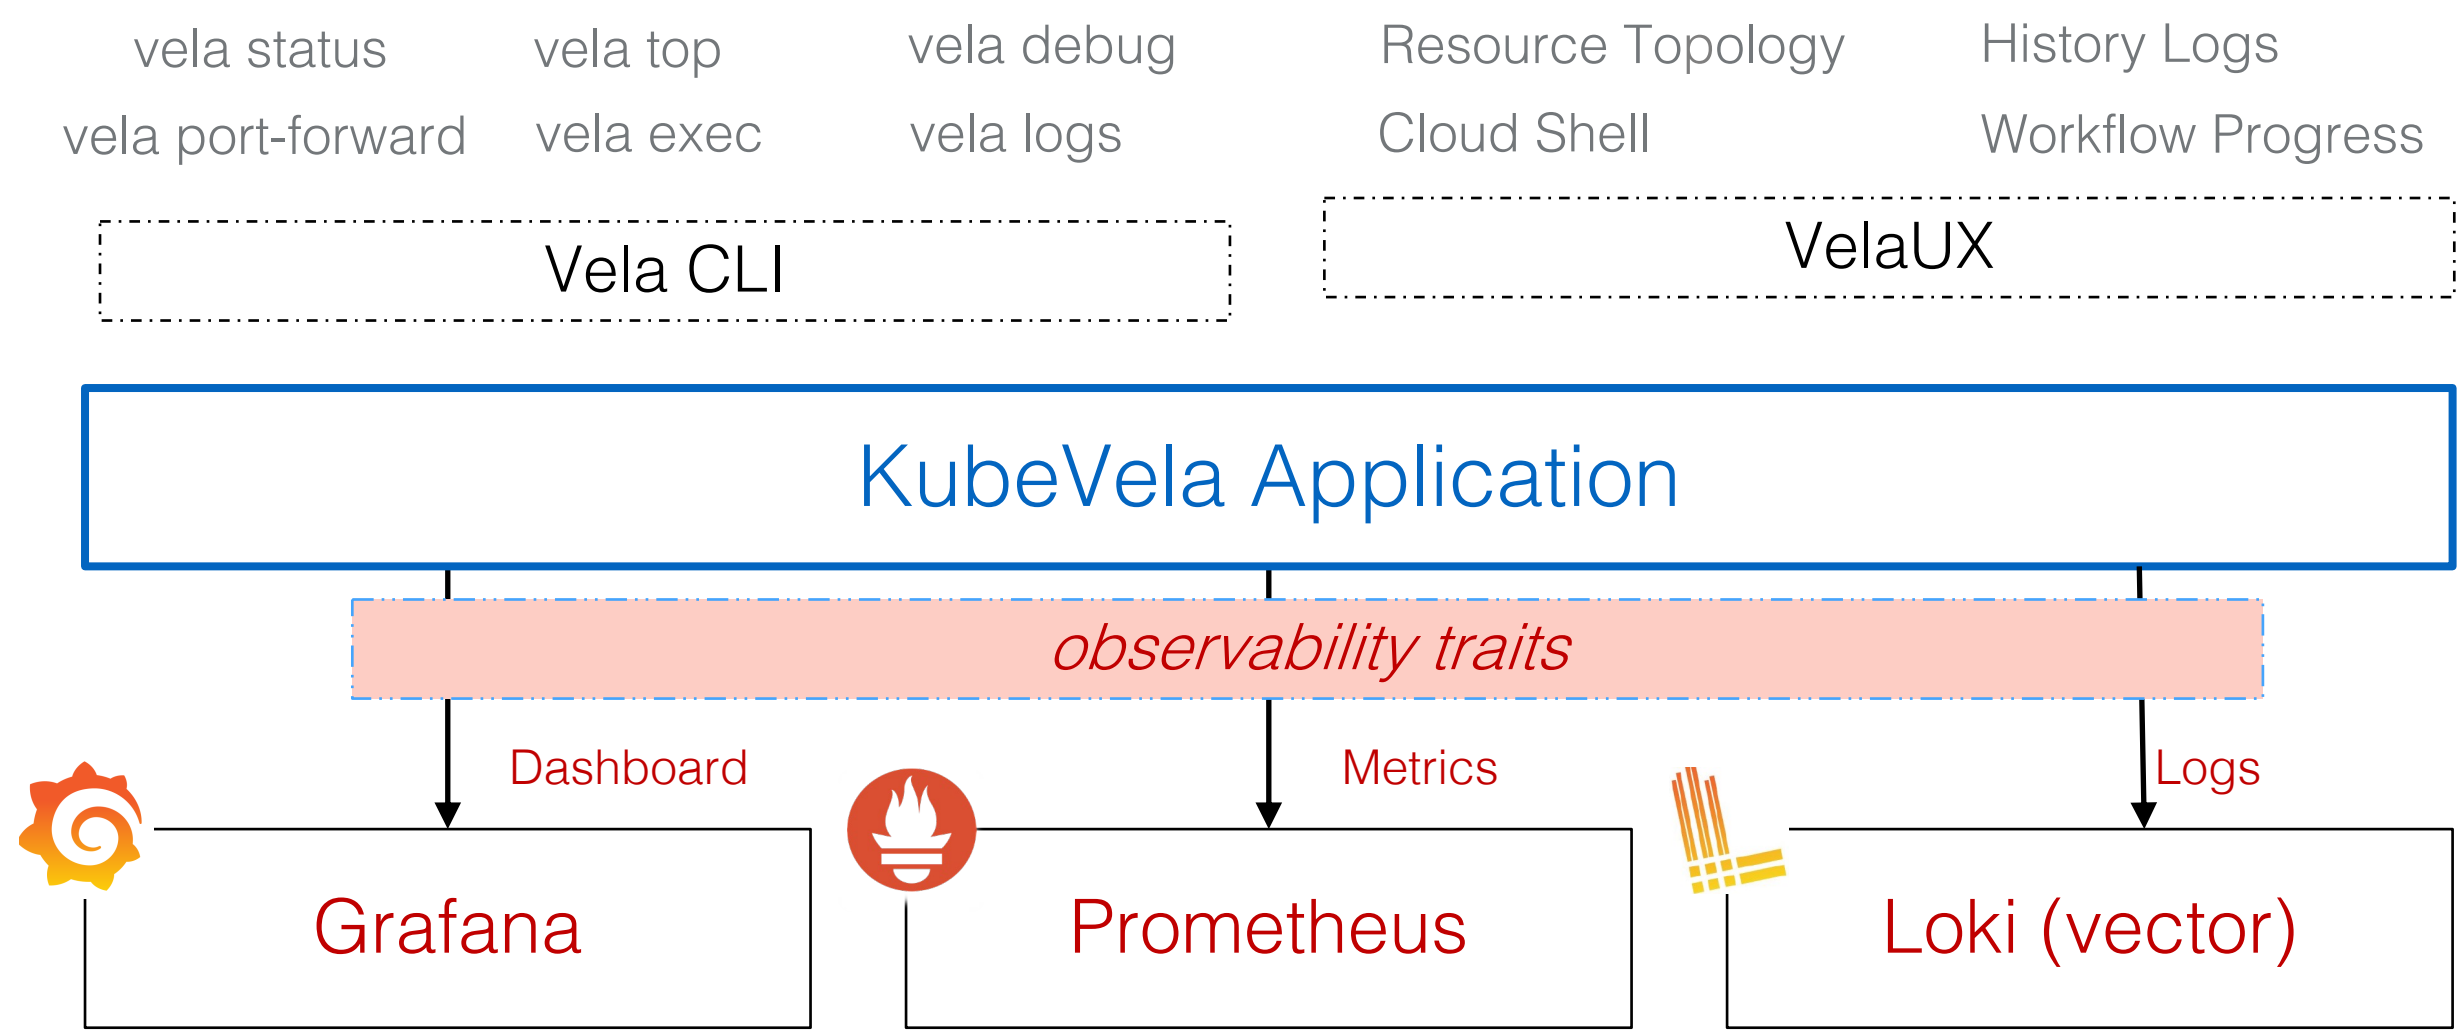 vela status
vela top
vela debug
Resource Topology
History Logs
vela port-forward
vela exec
vela logs
Cloud Shell
Workflow Progress
Vela CLI
VelaUX
KubeVela Application
observability traits
Dashboard
Metrics
Logs
Grafana
Prometheus
Loki (vector)